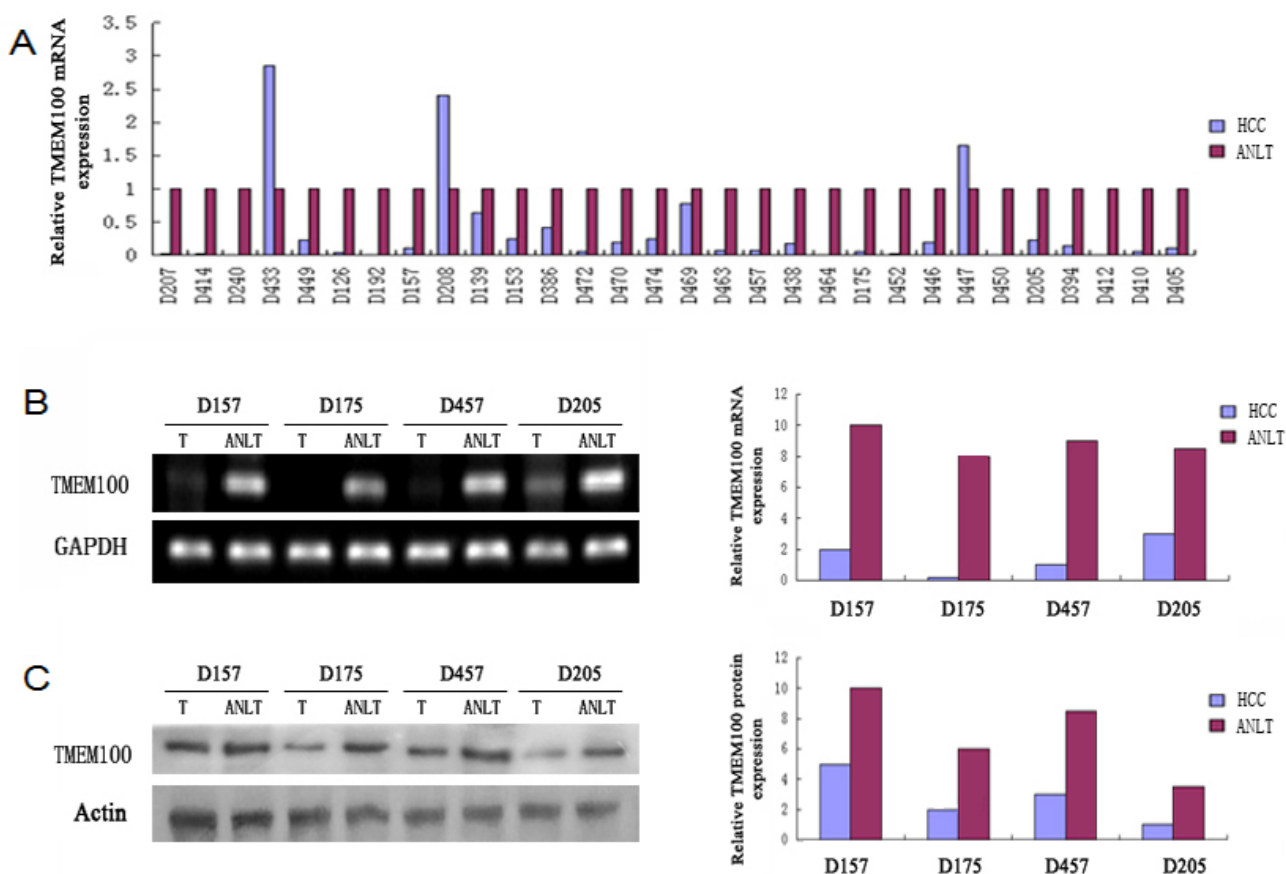 A
Relative TMEM100 mRNA
expression
3.5
3
2.5
2
1.5
1
0.5
0
HCC
ANLT
D207 D414 D240 D433 D449 D126 D192 D157 D208 D139 D153 D386 D472 D470 D474 D469 D463 D457 D438 D464 D175 D452 D446 D447 D450 D205 D394 D412 D410 D405
B
D157 D175 D457 D205
T ANLT T ANLT T ANLT T ANLT
TMEM100
GAPDH
Relative TMEM100 mRNA
expression
12
10
8
6
4
2
0
HCC
ANLT
D157 D175 D457 D205
C
D157 D175 D457 D205
T ANLT T ANLT T ANLT T ANLT
TMEM100
Actin
Relative TMEM100 protein
expression
12
10
8
6
4
2
0
HCC
ANLT
D157 D175 D457 D205